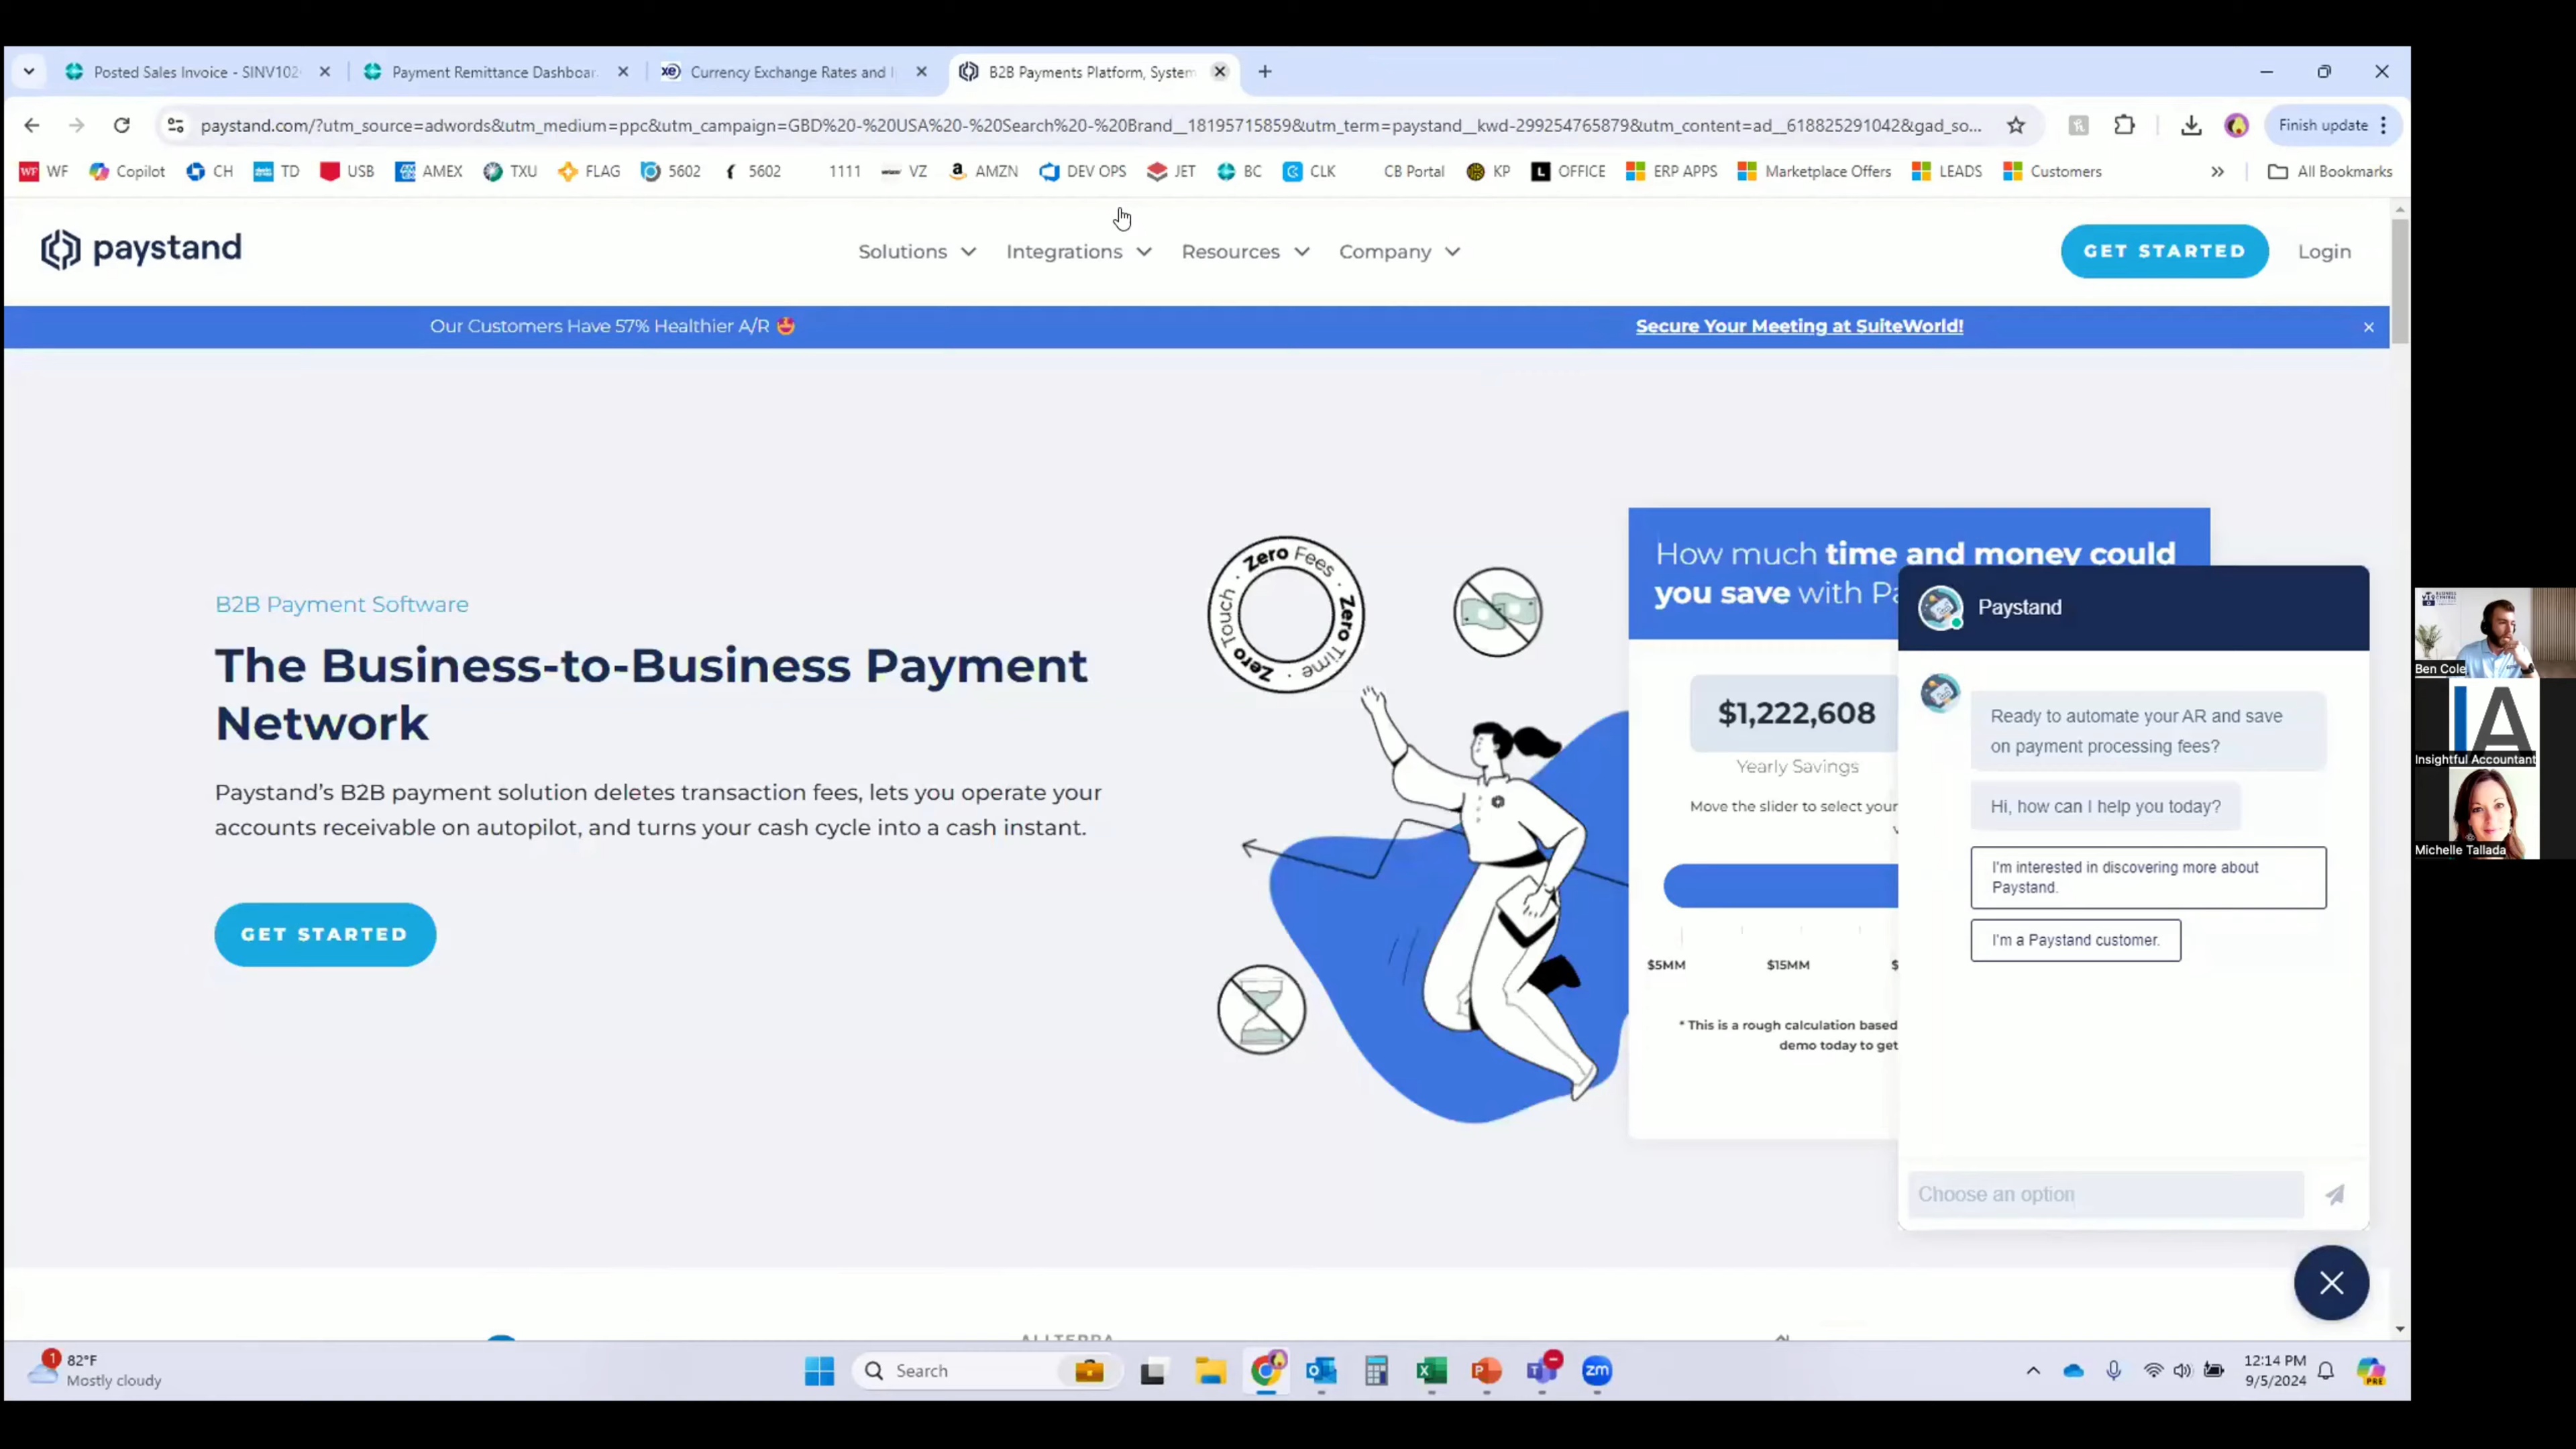 Posted Sales Invoice - SINV102
Payment Remittance Dashboar
Currency Exchange Rates and I
B2B Payments Platform, System
paystand.com/?utm_source=adwords&utm_medium=ppc&utm_campaign=GBD%20-%20USA%20-%20Search%20-%20Brand__18195715859&utm_term=paystand__kwd-299254765879&utm_content=ad__618825291042&gad_so...
Finish update
WF
Copilot
CH
TD
USB
AMEX
TXU
FLAG
5602
5602
1111
VZ
AMZN
DEV OPS
JET
BC
CLK
CB Portal
KP
OFFICE
ERP APPS
Marketplace Offers
LEADS
Customers
All Bookmarks
paystand
Solutions
Integrations
Resources
Company
GET STARTED
Login
Our Customers Have 57% Healthier A/R 🤩
Secure Your Meeting at SuiteWorld!
B2B Payment Software
The Business-to-Business Payment
Network
Paystand's B2B payment solution deletes transaction fees, lets you operate your
accounts receivable on autopilot, and turns your cash cycle into a cash instant.
GET STARTED
Zero Fees · Zero Time · Zero Touch ·
How much time and money could
you save with Pa
$1,222,608
Yearly Savings
Move the slider to select your
$5MM
$15MM
* This is a rough calculation based
demo today to get
Paystand
Ready to automate your AR and save
on payment processing fees?
Hi, how can I help you today?
I'm interested in discovering more about
Paystand.
I'm a Paystand customer.
Choose an option
Ben Cole
IA
Insightful Accountant
Michelle Tallada
1
82°F
Mostly cloudy
Search
zm
PRE
12:14 PM
9/5/2024